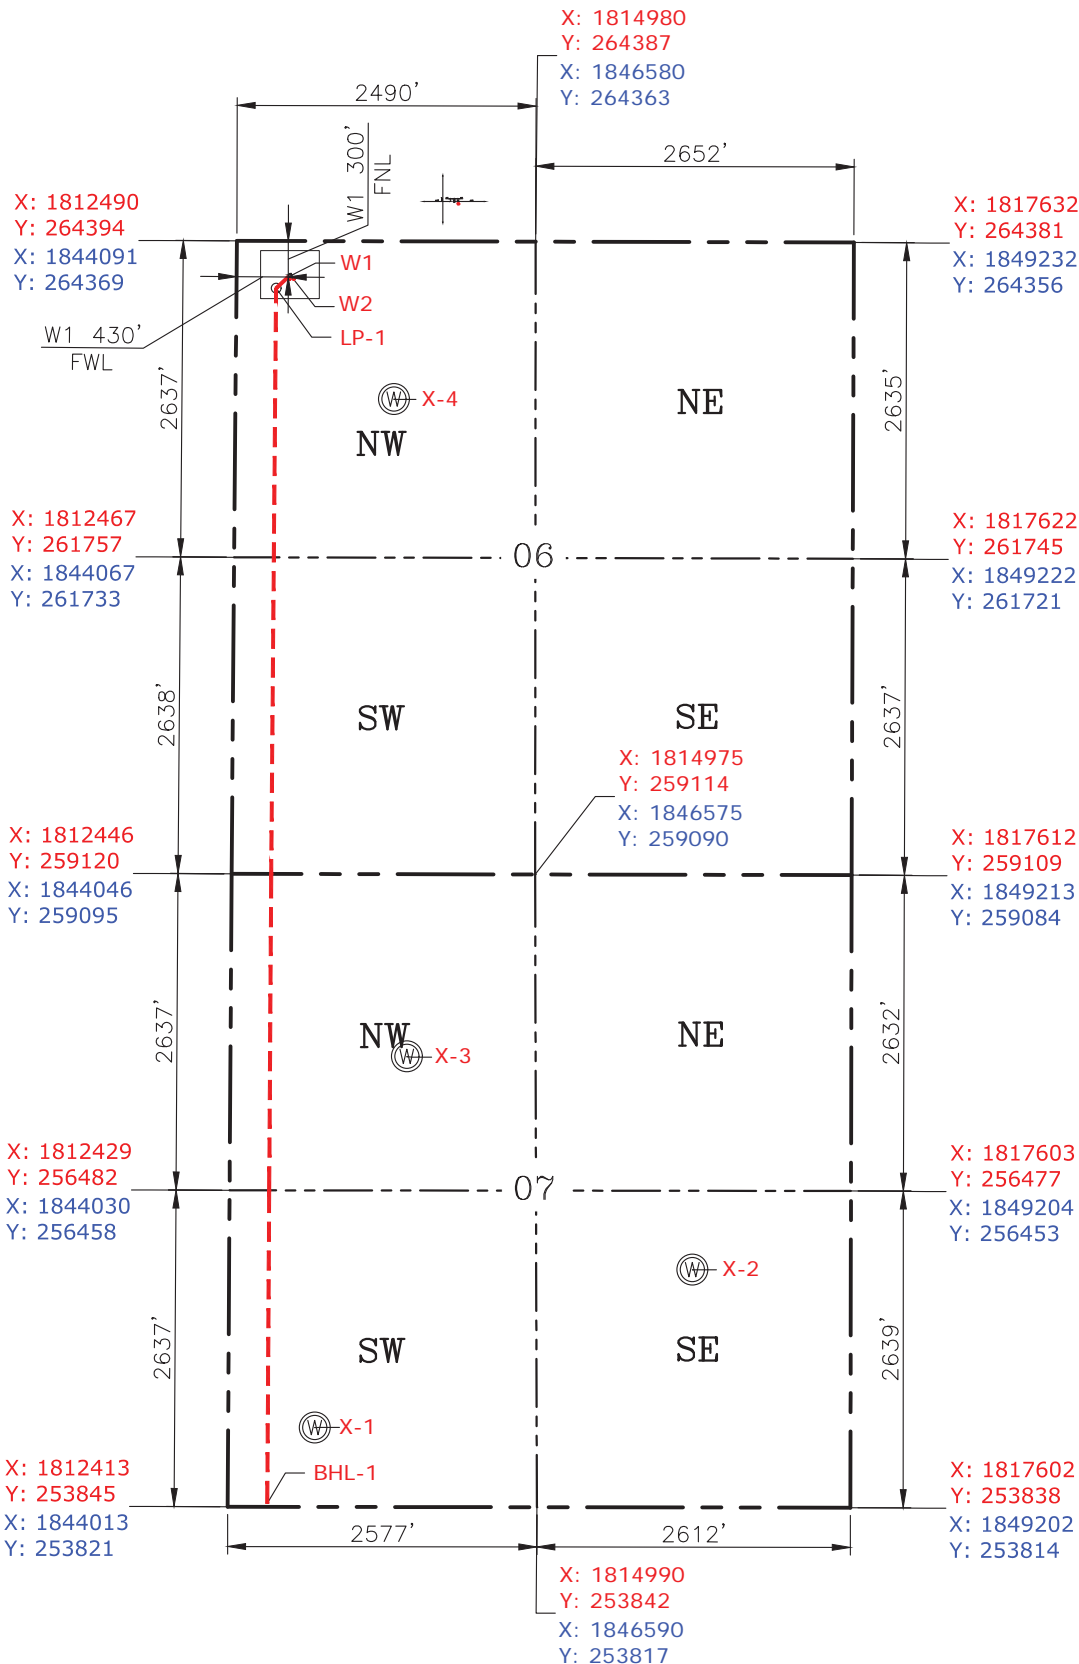 X: 1814980
Y: 264387
X: 1846580
Y: 264363
2490'
2652'
W1 300'
FNL
X: 1812490
Y: 264394
X: 1844091
Y: 264369
X: 1817632
Y: 264381
X: 1849232
Y: 264356
W1
W2
LP-1
W1 430'
FWL
2637'
2635'
W X-4
NW
NE
X: 1812467
Y: 261757
X: 1844067
Y: 261733
06
X: 1817622
Y: 261745
X: 1849222
Y: 261721
2638'
2637'
SW
SE
X: 1814975
Y: 259114
X: 1846575
Y: 259090
X: 1812446
Y: 259120
X: 1844046
Y: 259095
X: 1817612
Y: 259109
X: 1849213
Y: 259084
2637'
2632'
NW
NE
W X-3
X: 1812429
Y: 256482
X: 1844030
Y: 256458
07
X: 1817603
Y: 256477
X: 1849204
Y: 256453
W X-2
2637'
2639'
SW
SE
W X-1
BHL-1
X: 1812413
Y: 253845
X: 1844013
Y: 253821
X: 1817602
Y: 253838
X: 1849202
Y: 253814
2577'
2612'
X: 1814990
Y: 253842
X: 1846590
Y: 253817